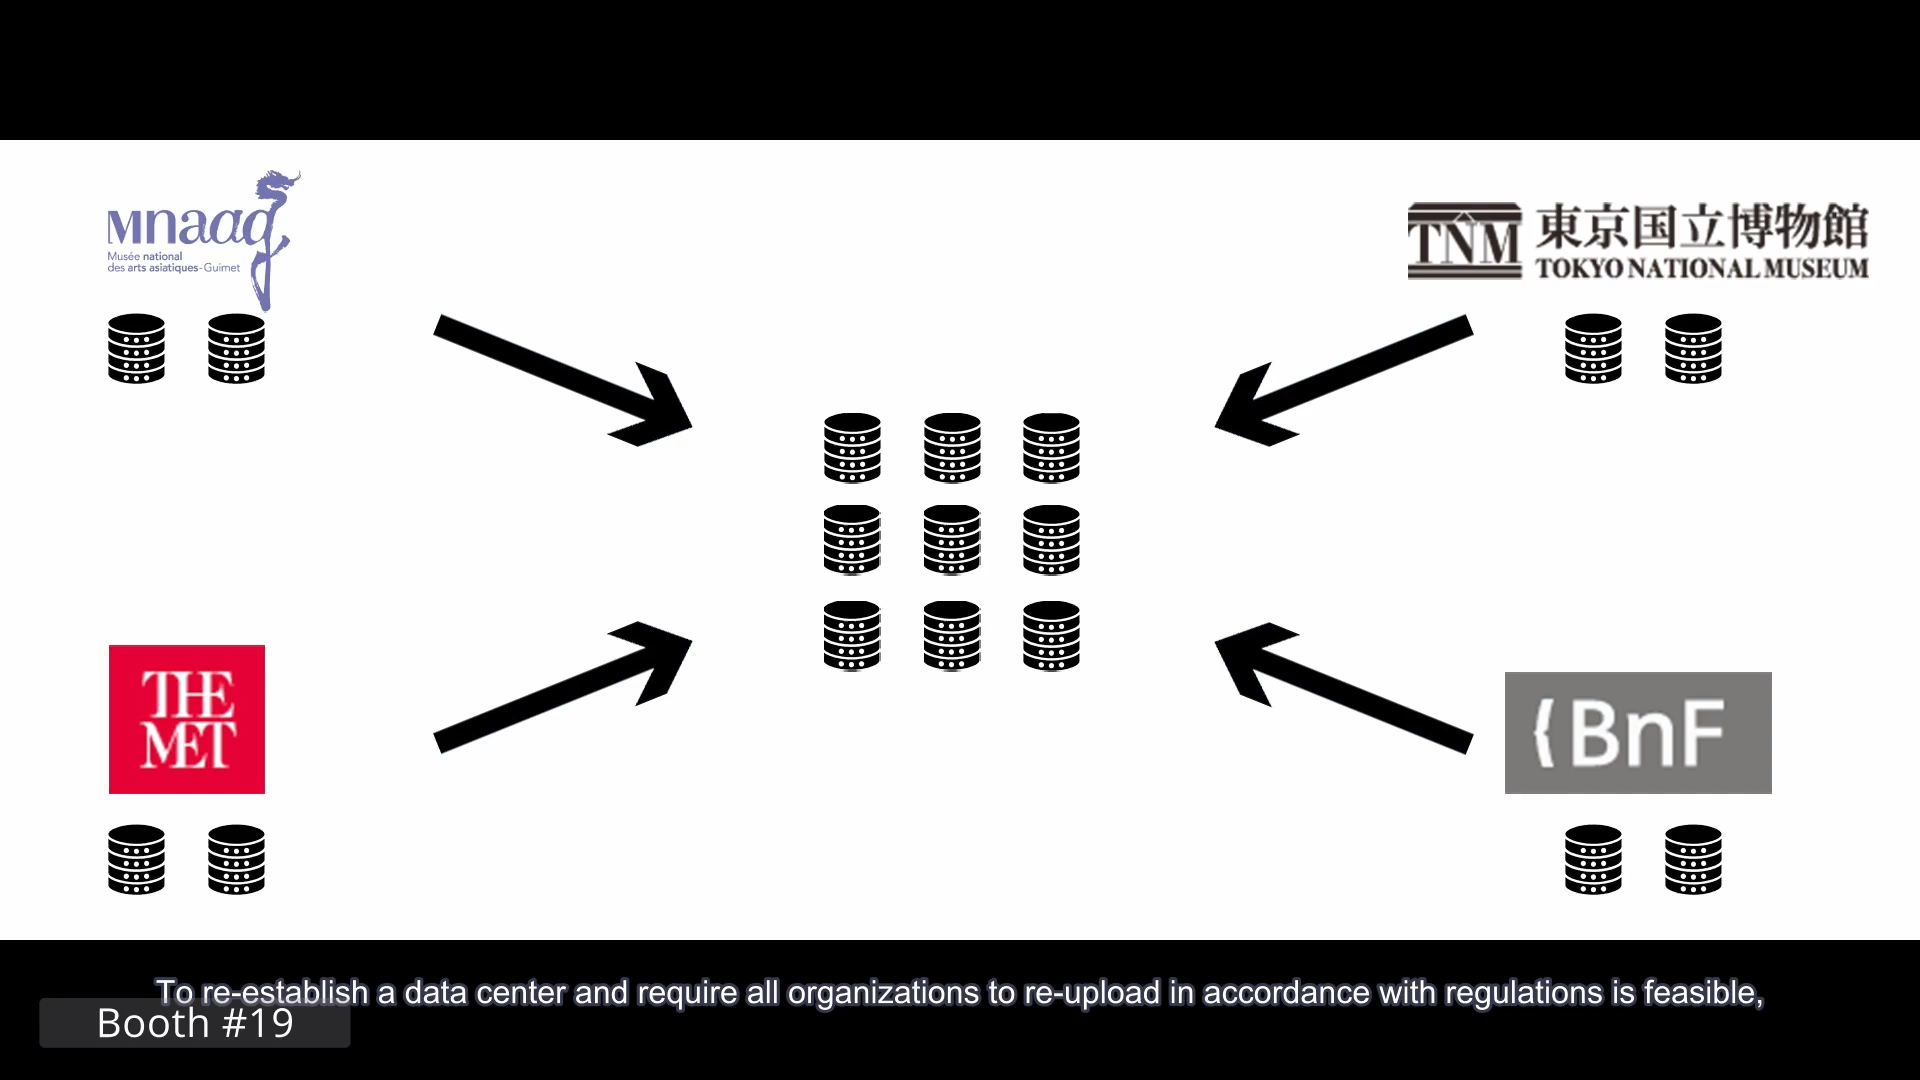 mnaag
Musée national
des arts asiatiques-Guimet
TNM
東京国立博物館
TOKYO NATIONAL MUSEUM
THE
MET
BnF
To re-establish a data center and require all organizations to re-upload in accordance with regulations is feasible,
Booth #19